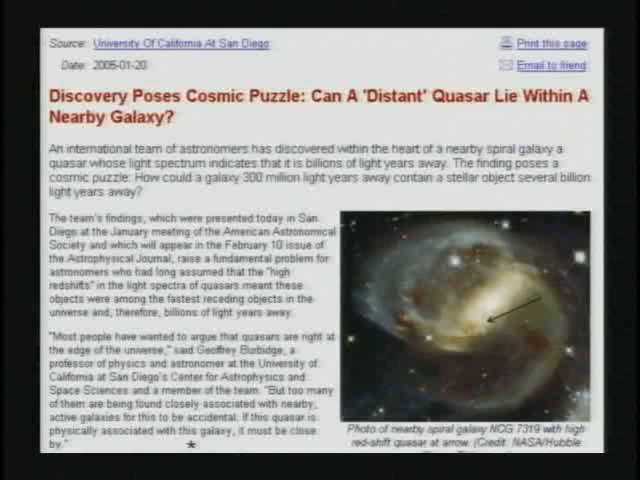 Source: University Of California At San Diego Print this page
Date: 2005-01-20 Email to friend
Discovery Poses Cosmic Puzzle: Can A 'Distant' Quasar Lie Within A
Nearby Galaxy?
An international team of astronomers has discovered within the heart of a nearby spiral galaxy a
quasar whose light spectrum indicates that it is billions of light years away. The finding poses a
cosmic puzzle: How could a galaxy 300 million light years away contain a stellar object several billion
light years away?
The team's findings, which were presented today in San
Diego at the January meeting of the American Astronomical
Society and which will appear in the February 10 issue of
the Astrophysical Journal, raise a fundamental problem for
astronomers who had long assumed that the "high
redshifts" in the light spectra of quasars meant these
objects were among the fastest receding objects in the
universe and, therefore, billions of light years away.
"Most people have wanted to argue that quasars are right at
the edge of the universe," said Geoffrey Burbidge, a
professor of physics and astronomer at the University of
California at San Diego's Center for Astrophysics and
Space Sciences and a member of the team. "But too many
of them are being found closely associated with nearby,
active galaxies for this to be accidental. If this quasar is
physically associated with this galaxy, it must be close
by." *
Photo of nearby spiral galaxy NCG 7319 with high
red-shift quasar at arrow. (Credit: NASA/Hubble